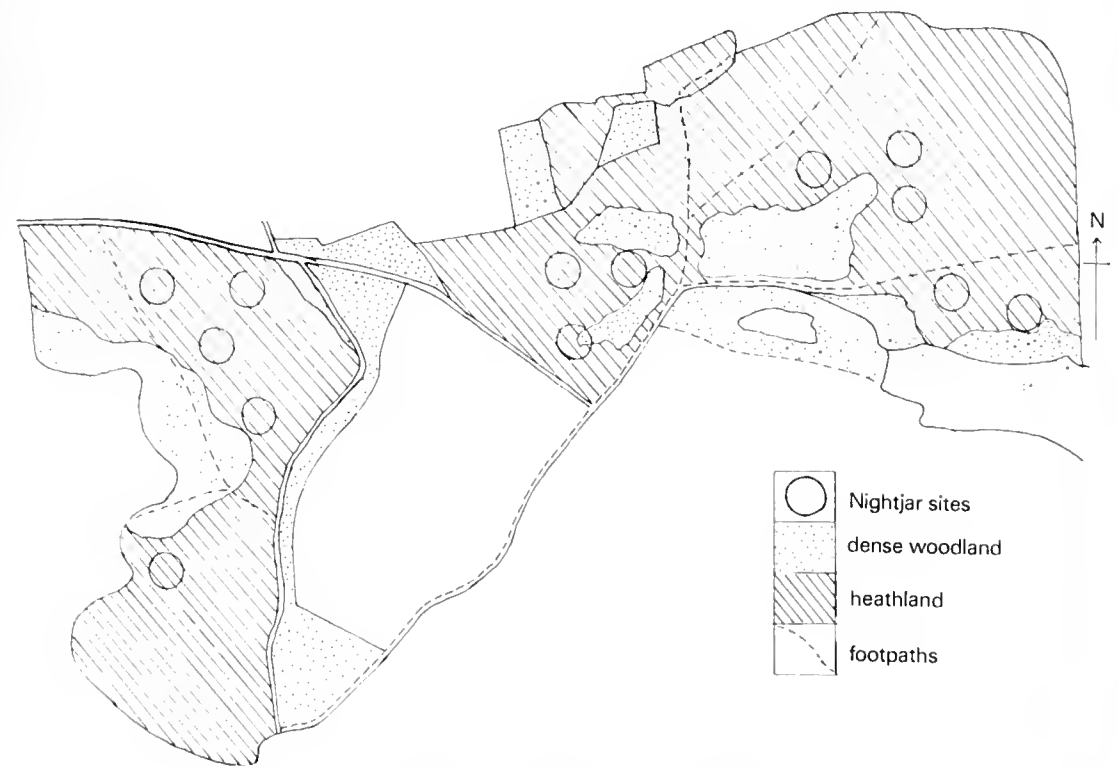 N
Nightjar sites
dense woodland
heathland
footpaths